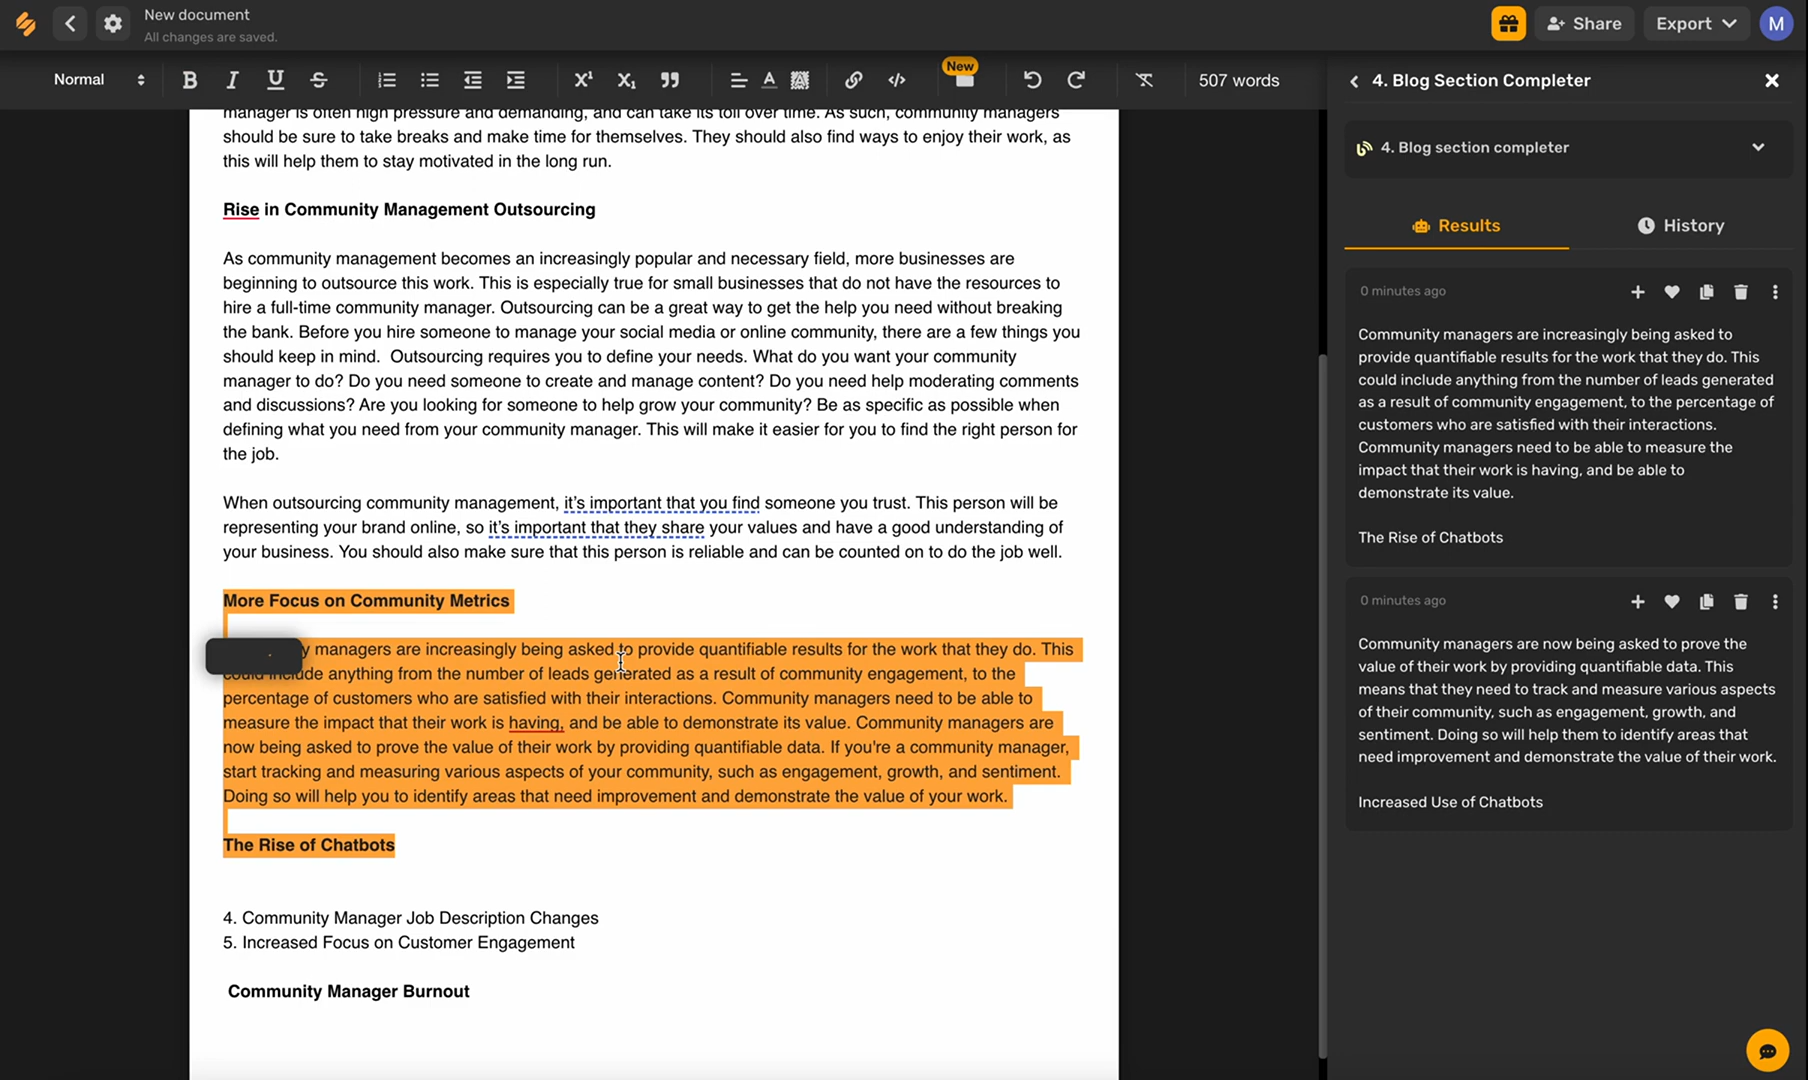 New document
All changes are saved.
Share
Export
M
Normal
B
I
U
S
X¹
X₁
A
New
507 words
4. Blog Section Completer
manager is often high pressure and demanding, and can take its toll over time. As such, community managers
should be sure to take breaks and make time for themselves. They should also find ways to enjoy their work, as
this will help them to stay motivated in the long run.
Rise in Community Management Outsourcing
As community management becomes an increasingly popular and necessary field, more businesses are
beginning to outsource this work. This is especially true for small businesses that do not have the resources to
hire a full-time community manager. Outsourcing can be a great way to get the help you need without breaking
the bank. Before you hire someone to manage your social media or online community, there are a few things you
should keep in mind.  Outsourcing requires you to define your needs. What do you want your community
manager to do? Do you need someone to create and manage content? Do you need help moderating comments
and discussions? Are you looking for someone to help grow your community? Be as specific as possible when
defining what you need from your community manager. This will make it easier for you to find the right person for
the job.
When outsourcing community management, it's important that you find someone you trust. This person will be
representing your brand online, so it's important that they share your values and have a good understanding of
your business. You should also make sure that this person is reliable and can be counted on to do the job well.
More Focus on Community Metrics
y managers are increasingly being asked to provide quantifiable results for the work that they do. This
could include anything from the number of leads generated as a result of community engagement, to the
percentage of customers who are satisfied with their interactions. Community managers need to be able to
measure the impact that their work is having, and be able to demonstrate its value. Community managers are
now being asked to prove the value of their work by providing quantifiable data. If you're a community manager,
start tracking and measuring various aspects of your community, such as engagement, growth, and sentiment.
Doing so will help you to identify areas that need improvement and demonstrate the value of your work.
The Rise of Chatbots
4. Community Manager Job Description Changes
5. Increased Focus on Customer Engagement
Community Manager Burnout
4. Blog section completer
Results
History
0 minutes ago
Community managers are increasingly being asked to
provide quantifiable results for the work that they do. This
could include anything from the number of leads generated
as a result of community engagement, to the percentage of
customers who are satisfied with their interactions.
Community managers need to be able to measure the
impact that their work is having, and be able to
demonstrate its value.
The Rise of Chatbots
0 minutes ago
Community managers are now being asked to prove the
value of their work by providing quantifiable data. This
means that they need to track and measure various aspects
of their community, such as engagement, growth, and
sentiment. Doing so will help them to identify areas that
need improvement and demonstrate the value of their work.
Increased Use of Chatbots